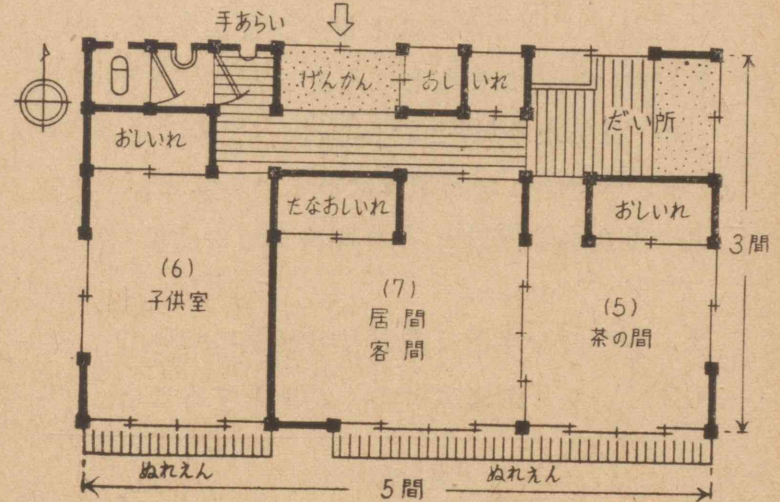 手あらい
げんかん
おしいれ
だい所
おしいれ
たなおしいれ
おしいれ
3間
(6)
子供室
(7)
居間
客間
(5)
茶の間
ぬれえん
ぬれえん
5間